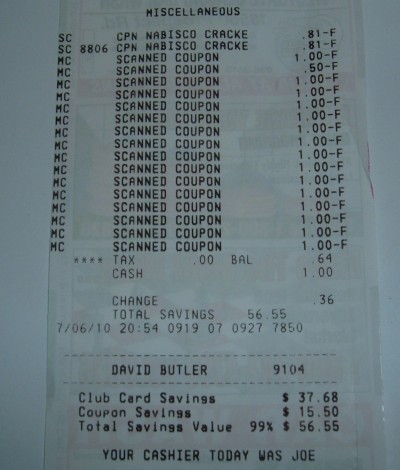 MISCELLANEOUS
SC CPN NABISCO CRACKE .81-F
SC 8806 CPN NABISCO CRACKE .81-F
MC SCANNED COUPON 1.00-F
MC SCANNED COUPON .50-F
MC SCANNED COUPON 1.00-F
MC SCANNED COUPON 1.00-F
MC SCANNED COUPON 1.00-F
MC SCANNED COUPON 1.00-F
MC SCANNED COUPON 1.00-F
MC SCANNED COUPON 1.00-F
MC SCANNED COUPON 1.00-F
MC SCANNED COUPON 1.00-F
MC SCANNED COUPON 1.00-F
MC SCANNED COUPON 1.00-F
MC SCANNED COUPON 1.00-F
MC SCANNED COUPON 1.00-F
MC SCANNED COUPON 1.00-F
MC SCANNED COUPON 1.00-F
**** TAX .00 BAL .64
CASH 1.00
CHANGE .36
TOTAL SAVINGS 56.55
7/06/10 20:54 0919 07 0927 7850
DAVID BUTLER 9104
Club Card Savings $ 37.68
Coupon Savings $ 15.50
Total Savings Value 99% $ 56.55
YOUR CASHIER TODAY WAS JOE